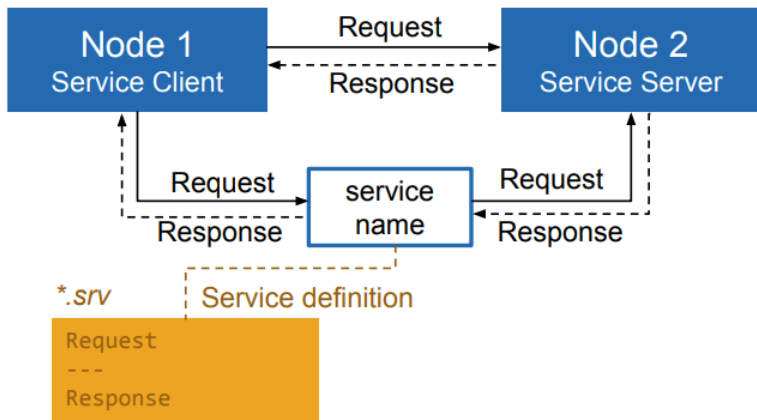 Node 1
Service Client
Request
Response
Node 2
Service Server
Request
Response
service
name
Request
Response
*.srv
Service definition
Request
---
Response